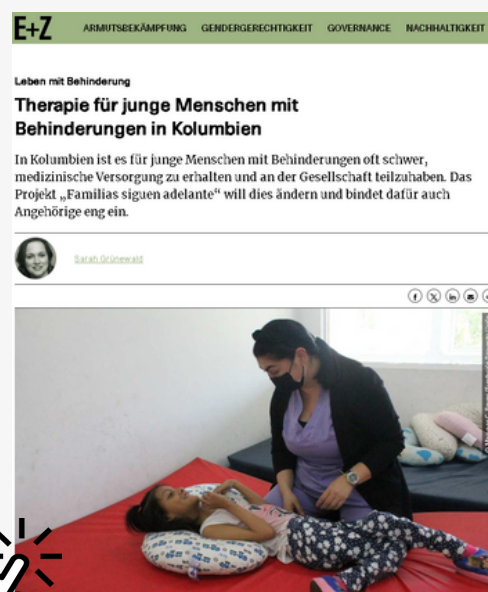 E+Z
ARMUTSBEKÄMPFUNG GENDERGERECHTIGKEIT GOVERNANCE NACHHALTIGKEIT
Leben mit Behinderung
Therapie für junge Menschen mit
Behinderungen in Kolumbien
In Kolumbien ist es für junge Menschen mit Behinderungen oft schwer,
medizinische Versorgung zu erhalten und an der Gesellschaft teilzuhaben. Das
Projekt „Familias siguen adelante“ will dies ändern und bindet dafür auch
Angehörige eng ein.
Sarah Grünewald